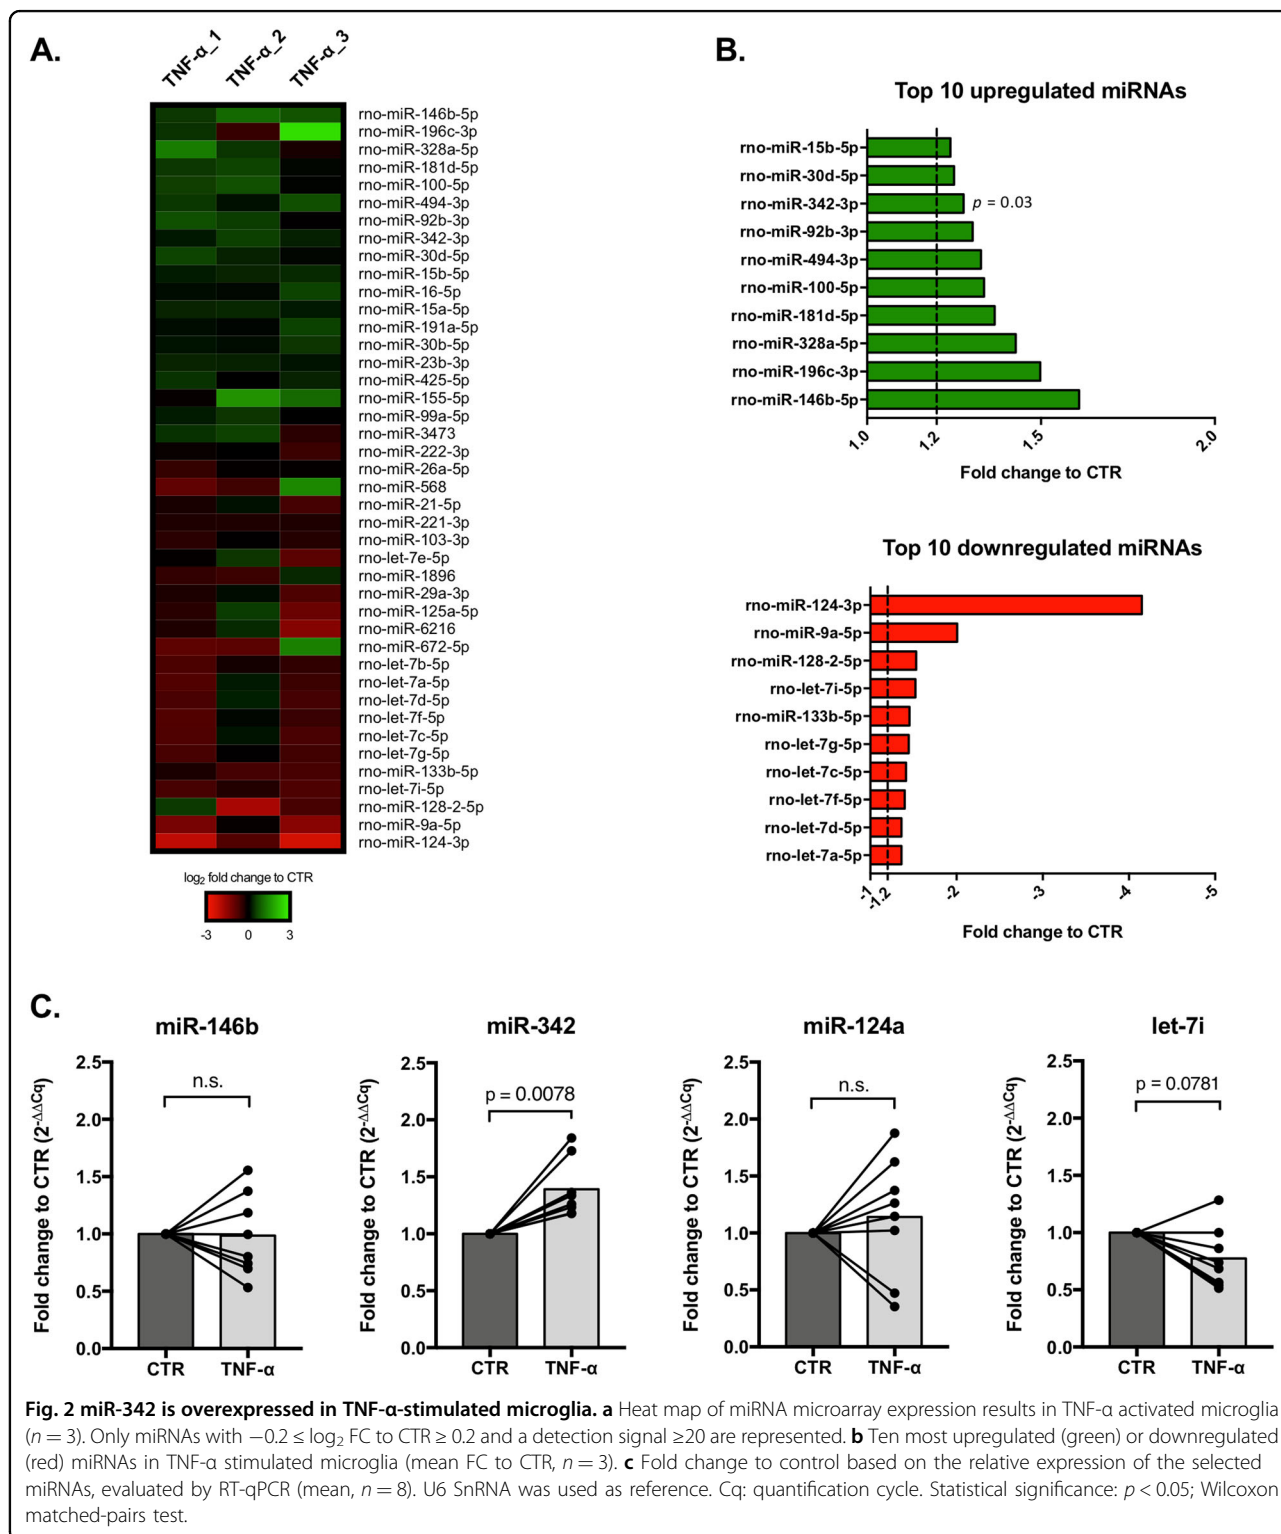 A.
TNF-α_1 TNF-α_2 TNF-α_3
rno-miR-146b-5p
rno-miR-196c-3p
rno-miR-328a-5p
rno-miR-181d-5p
rno-miR-100-5p
rno-miR-494-3p
rno-miR-92b-3p
rno-miR-342-3p
rno-miR-30d-5p
rno-miR-15b-5p
rno-miR-16-5p
rno-miR-15a-5p
rno-miR-191a-5p
rno-miR-30b-5p
rno-miR-23b-3p
rno-miR-425-5p
rno-miR-155-5p
rno-miR-99a-5p
rno-miR-3473
rno-miR-222-3p
rno-miR-26a-5p
rno-miR-568
rno-miR-21-5p
rno-miR-221-3p
rno-miR-103-3p
rno-let-7e-5p
rno-miR-1896
rno-miR-29a-3p
rno-miR-125a-5p
rno-miR-6216
rno-miR-672-5p
rno-let-7b-5p
rno-let-7a-5p
rno-let-7d-5p
rno-let-7f-5p
rno-let-7c-5p
rno-let-7g-5p
rno-miR-133b-5p
rno-let-7i-5p
rno-miR-128-2-5p
rno-miR-9a-5p
rno-miR-124-3p
log2 fold change to CTR
-3 0 3
B.
Top 10 upregulated miRNAs
rno-miR-15b-5p
rno-miR-30d-5p
rno-miR-342-3p p = 0.03
rno-miR-92b-3p
rno-miR-494-3p
rno-miR-100-5p
rno-miR-181d-5p
rno-miR-328a-5p
rno-miR-196c-3p
rno-miR-146b-5p
1.0 1.2 1.5 2.0
Fold change to CTR
Top 10 downregulated miRNAs
rno-miR-124-3p
rno-miR-9a-5p
rno-miR-128-2-5p
rno-let-7i-5p
rno-miR-133b-5p
rno-let-7g-5p
rno-let-7c-5p
rno-let-7f-5p
rno-let-7d-5p
rno-let-7a-5p
-1 -1.2 -2 -3 -4 -5
Fold change to CTR
C.
miR-146b
Fold change to CTR (2-ΔΔCq)
2.5
2.0
1.5
1.0
0.5
0.0
n.s.
CTR TNF-α
miR-342
Fold change to CTR (2-ΔΔCq)
2.5
2.0
1.5
1.0
0.5
0.0
p = 0.0078
CTR TNF-α
miR-124a
Fold change to CTR (2-ΔΔCq)
2.5
2.0
1.5
1.0
0.5
0.0
n.s.
CTR TNF-α
let-7i
Fold change to CTR (2-ΔΔCq)
2.5
2.0
1.5
1.0
0.5
0.0
p = 0.0781
CTR TNF-α
Fig. 2 miR-342 is overexpressed in TNF-α-stimulated microglia. a Heat map of miRNA microarray expression results in TNF-α activated microglia
(n = 3). Only miRNAs with −0.2 ≤ log2 FC to CTR ≥ 0.2 and a detection signal ≥20 are represented. b Ten most upregulated (green) or downregulated
(red) miRNAs in TNF-α stimulated microglia (mean FC to CTR, n = 3). c Fold change to control based on the relative expression of the selected
miRNAs, evaluated by RT-qPCR (mean, n = 8). U6 SnRNA was used as reference. Cq: quantification cycle. Statistical significance: p < 0.05; Wilcoxon
matched-pairs test.